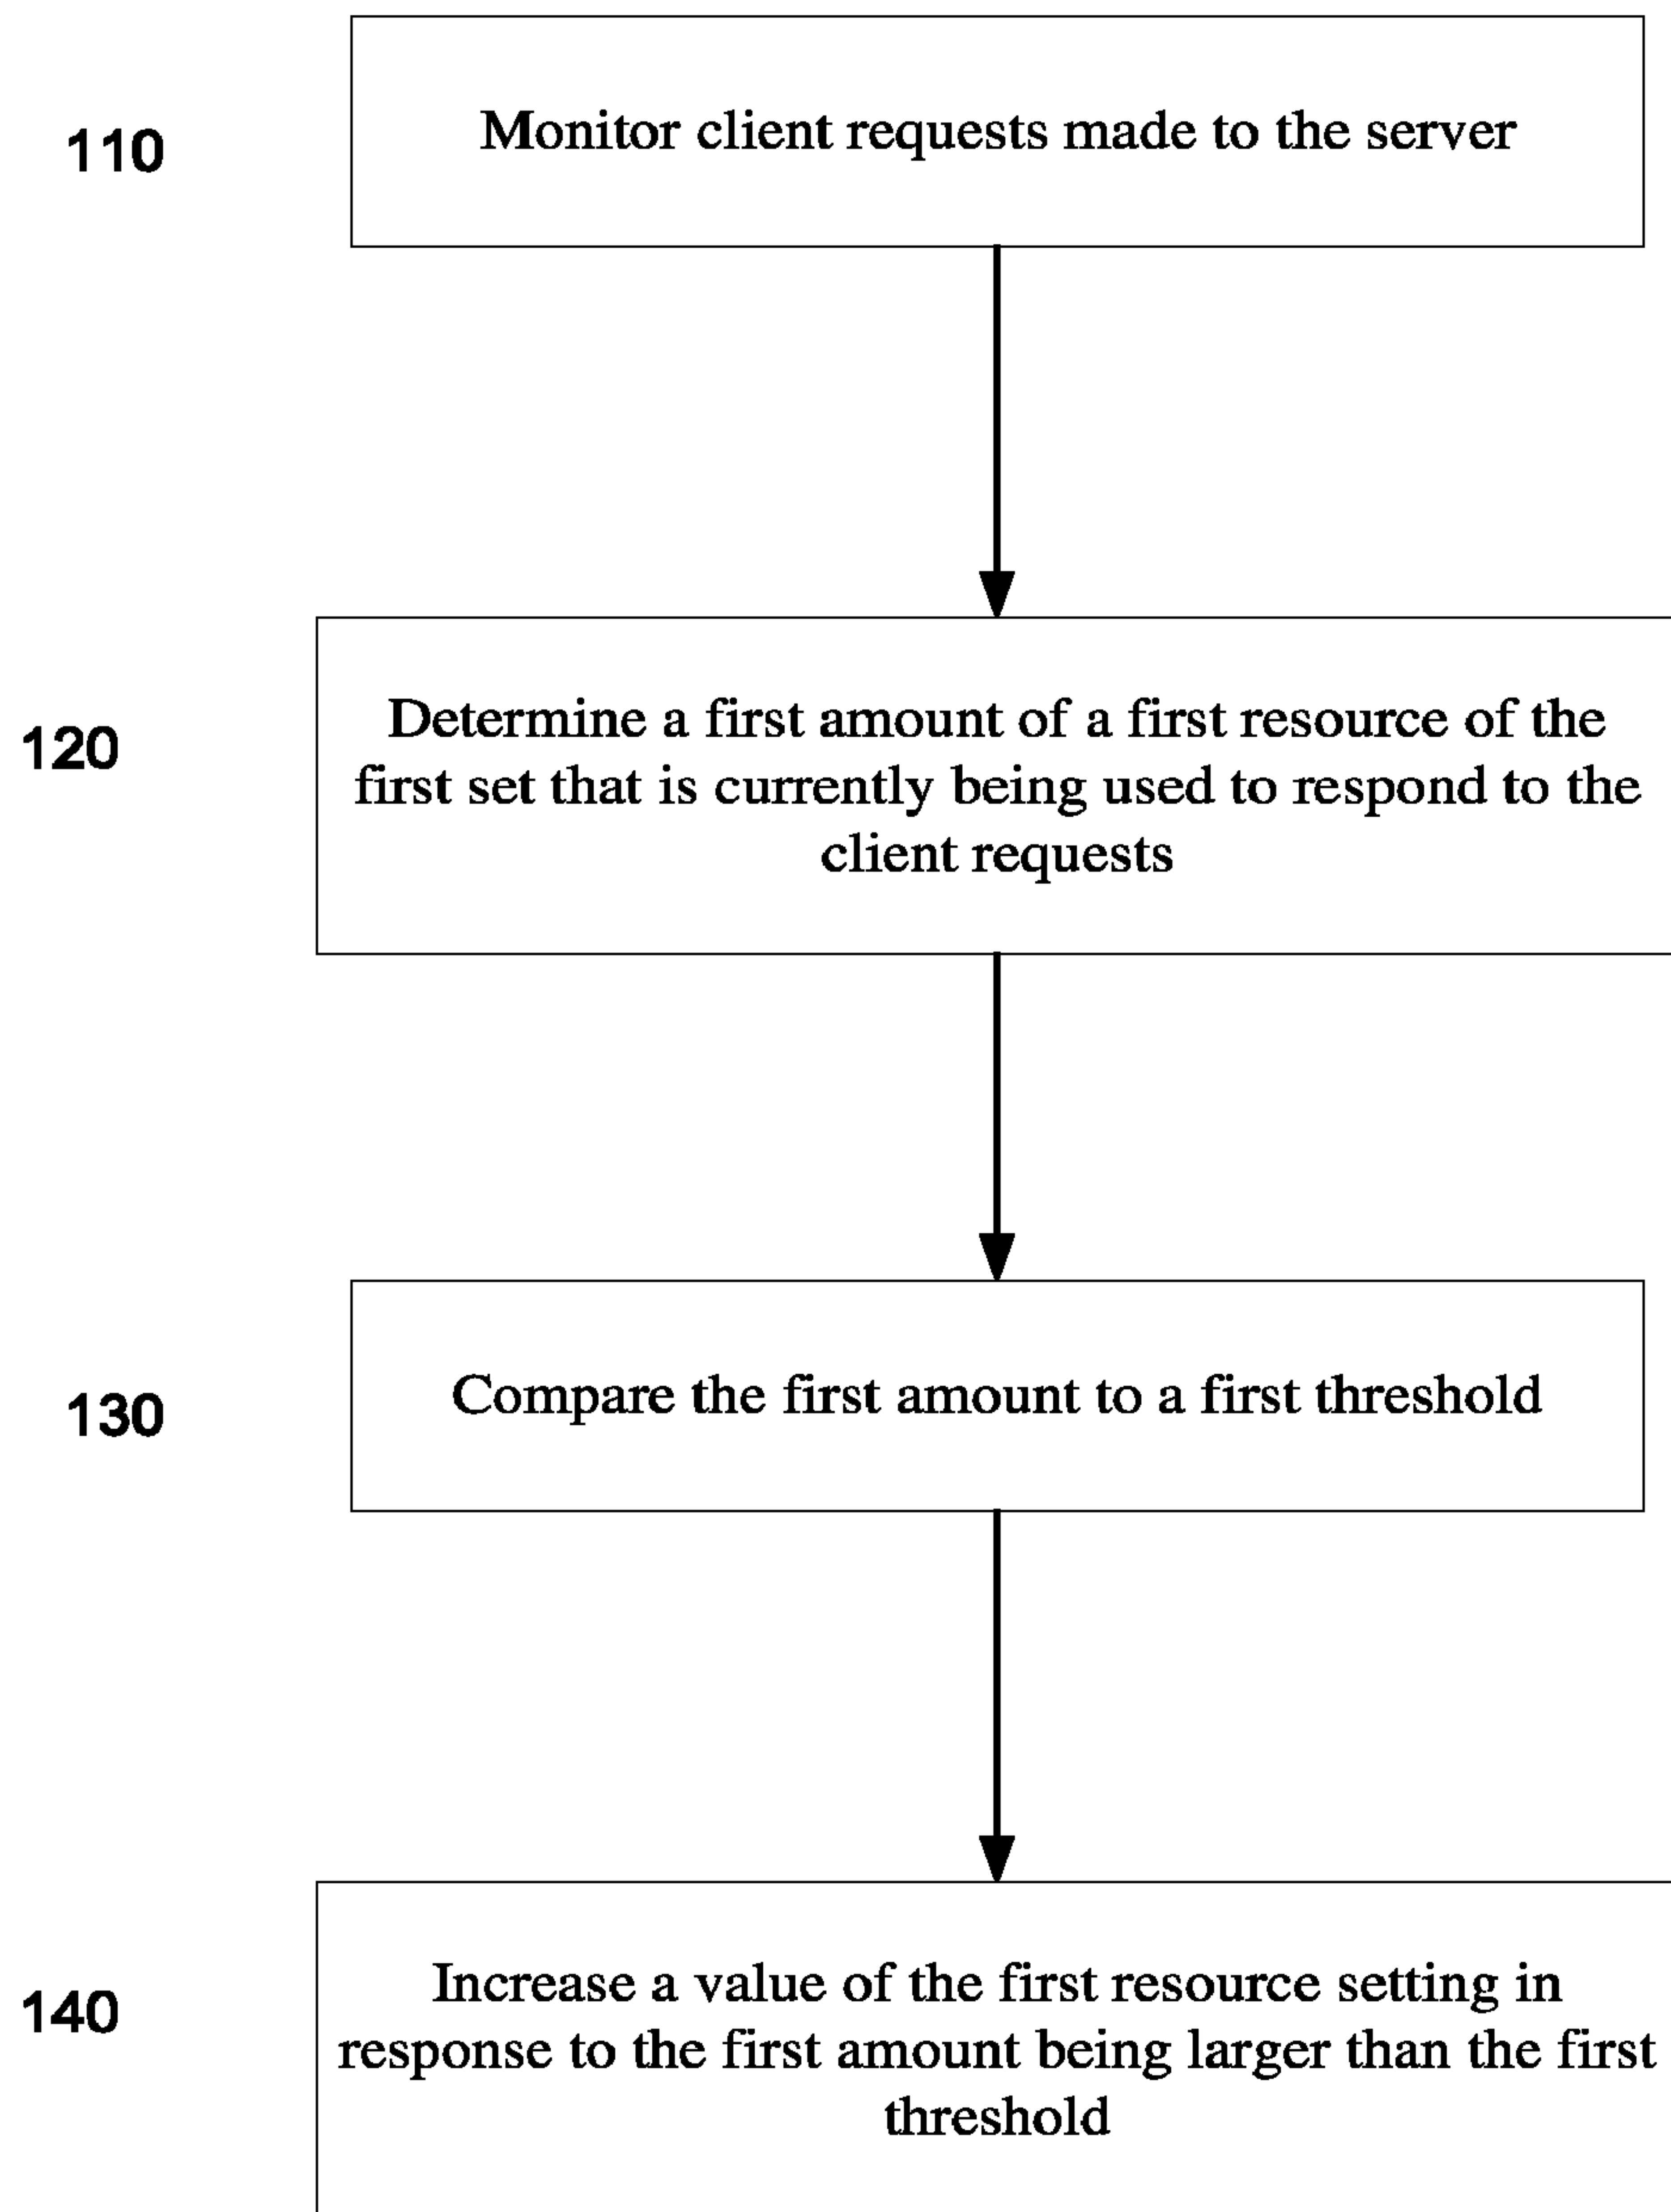 110
Monitor client requests made to the server
120
Determine a first amount of a first resource of the
first set that is currently being used to respond to the
client requests
130
Compare the first amount to a first threshold
140
Increase a value of the first resource setting in
response to the first amount being larger than the first
threshold